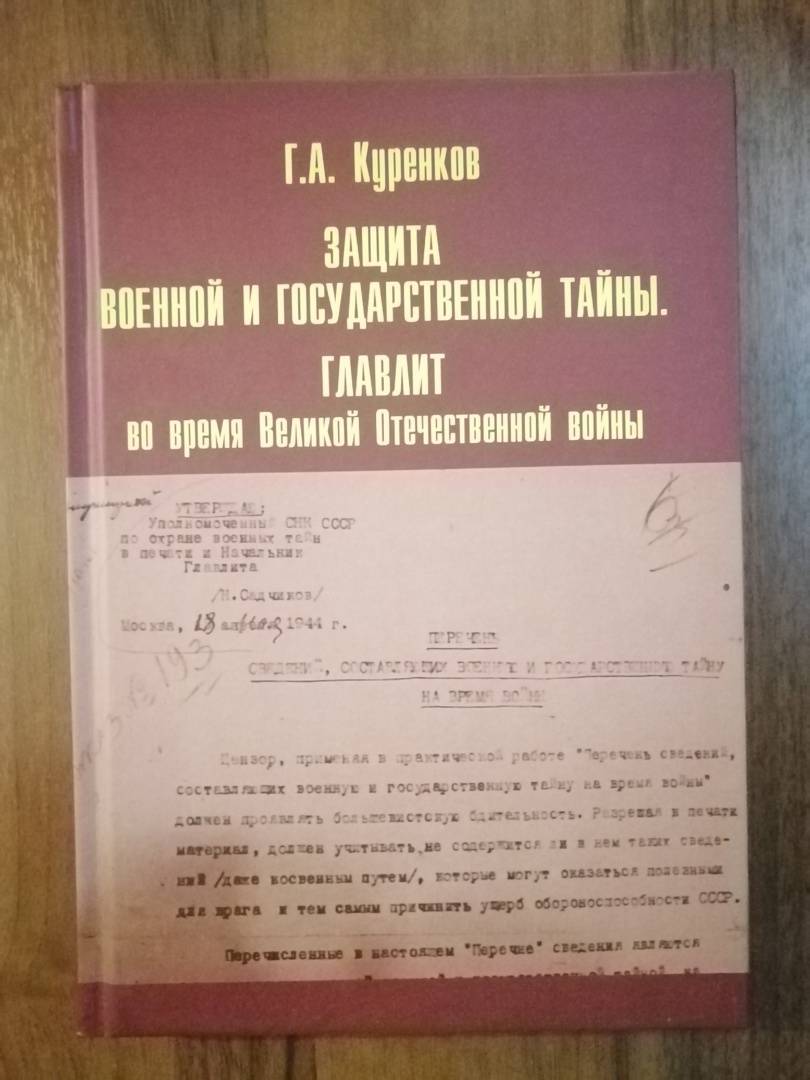 Г.А. Куренков
ЗАЩИТА
ВОЕННОЙ И ГОСУДАРСТВЕННОЙ ТАЙНЫ.
ГЛАВЛИТ
во время Великой Отечественной войны
УТВЕРЖДАЮ:
Уполномоченный СНК СССР
по охране военных тайн
в печати и Начальник
Главлита
/Н.Садчиков/
Москва, 18 1944 г.
193
ПЕРЕЧЕНЬ
СВЕДЕНИЙ, СОСТАВЛЯЮЩИХ ВОЕННУЮ И ГОСУДАРСТВЕННУЮ ТАЙНУ
НА ВРЕМЯ ВОЙНЫ
Цензор, применяя в практической работе "Перечень сведений,
составляющих военную и государственную тайну на время войны"
должен проявлять большевистскую бдительность. Разрешая к печати
материал, должен учитывать,не содержится ли в нем таких сведе-
ний /даже косвенным путем/, которые могут оказаться полезными
для врага и тем самым причинить ущерб обороноспособности СССР.
Перечисленные в настоящем "Перечне" сведения являются